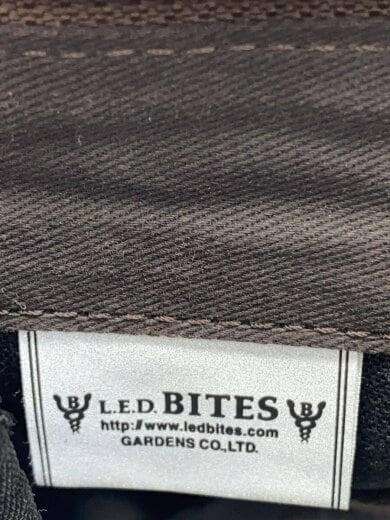 B L.E.D. BITES B
http://www.ledbites.com
GARDENS CO.,LTD.